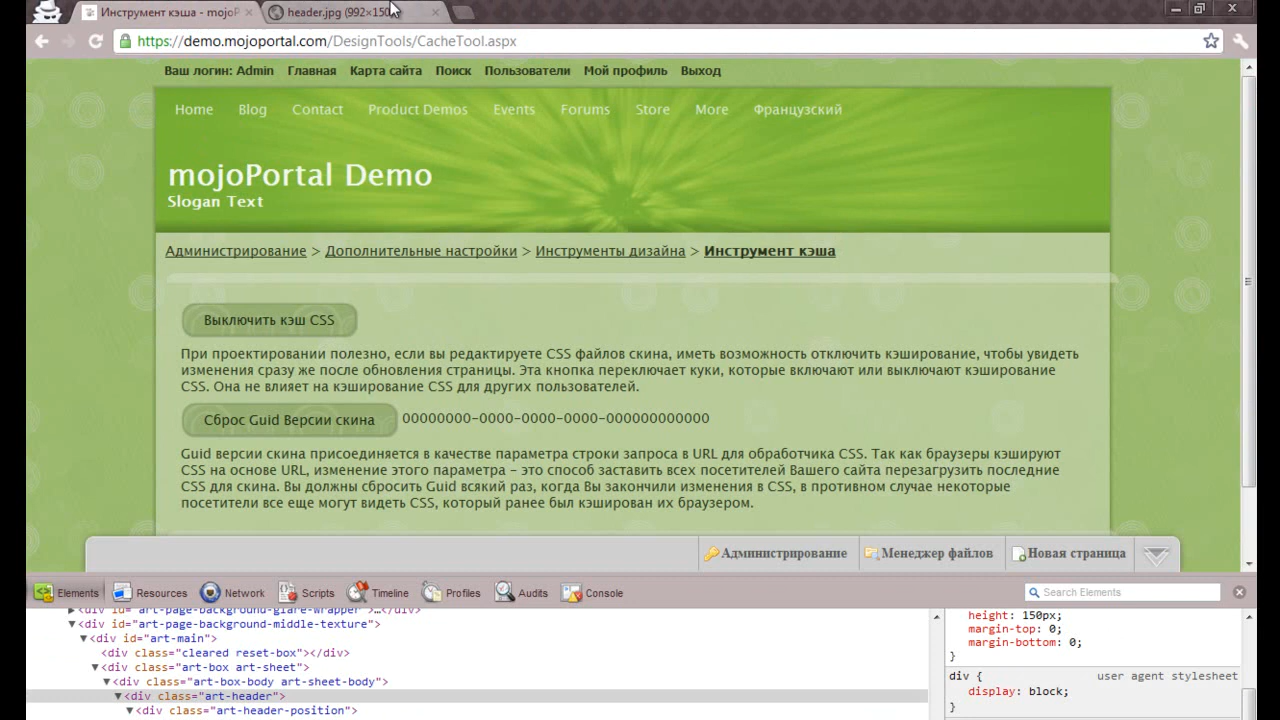 Инструмент кэша - mojoP
header.jpg (992×150
https://demo.mojoportal.com/DesignTools/CacheTool.aspx
Ваш логин: Admin Главная Карта сайта Поиск Пользователи Мой профиль Выход
Home Blog Contact Product Demos Events Forums Store More Французский
mojoPortal Demo
Slogan Text
Администрирование > Дополнительные настройки > Инструменты дизайна > Инструмент кэша
Выключить кэш CSS
При проектировании полезно, если вы редактируете CSS файлов скина, иметь возможность отключить кэширование, чтобы увидеть
изменения сразу же после обновления страницы. Эта кнопка переключает куки, которые включают или выключают кэширование
CSS. Она не влияет на кэширование CSS для других пользователей.
Сброс Guid Версии скина 00000000-0000-0000-0000-000000000000
Guid версии скина присоединяется в качестве параметра строки запроса в URL для обработчика CSS. Так как браузеры кэшируют
CSS на основе URL, изменение этого параметра – это способ заставить всех посетителей Вашего сайта перезагрузить последние
CSS для скина. Вы должны сбросить Guid всякий раз, когда Вы закончили изменения в CSS, в противном случае некоторые
посетители все еще могут видеть CSS, который ранее был кэширован их браузером.
Администрирование Менеджер файлов Новая страница
Elements Resources Network Scripts Timeline Profiles Audits Console Search Elements
<div id="art-page-background-glare-wrapper">…</div>
<div id="art-page-background-middle-texture">
<div id="art-main">
<div class="cleared reset-box"></div>
<div class="art-box art-sheet">
<div class="art-box-body art-sheet-body">
<div class="art-header">
<div class="art-header-position">
height: 150px;
margin-top: 0;
margin-bottom: 0;
}
div { user agent stylesheet
display: block;
}